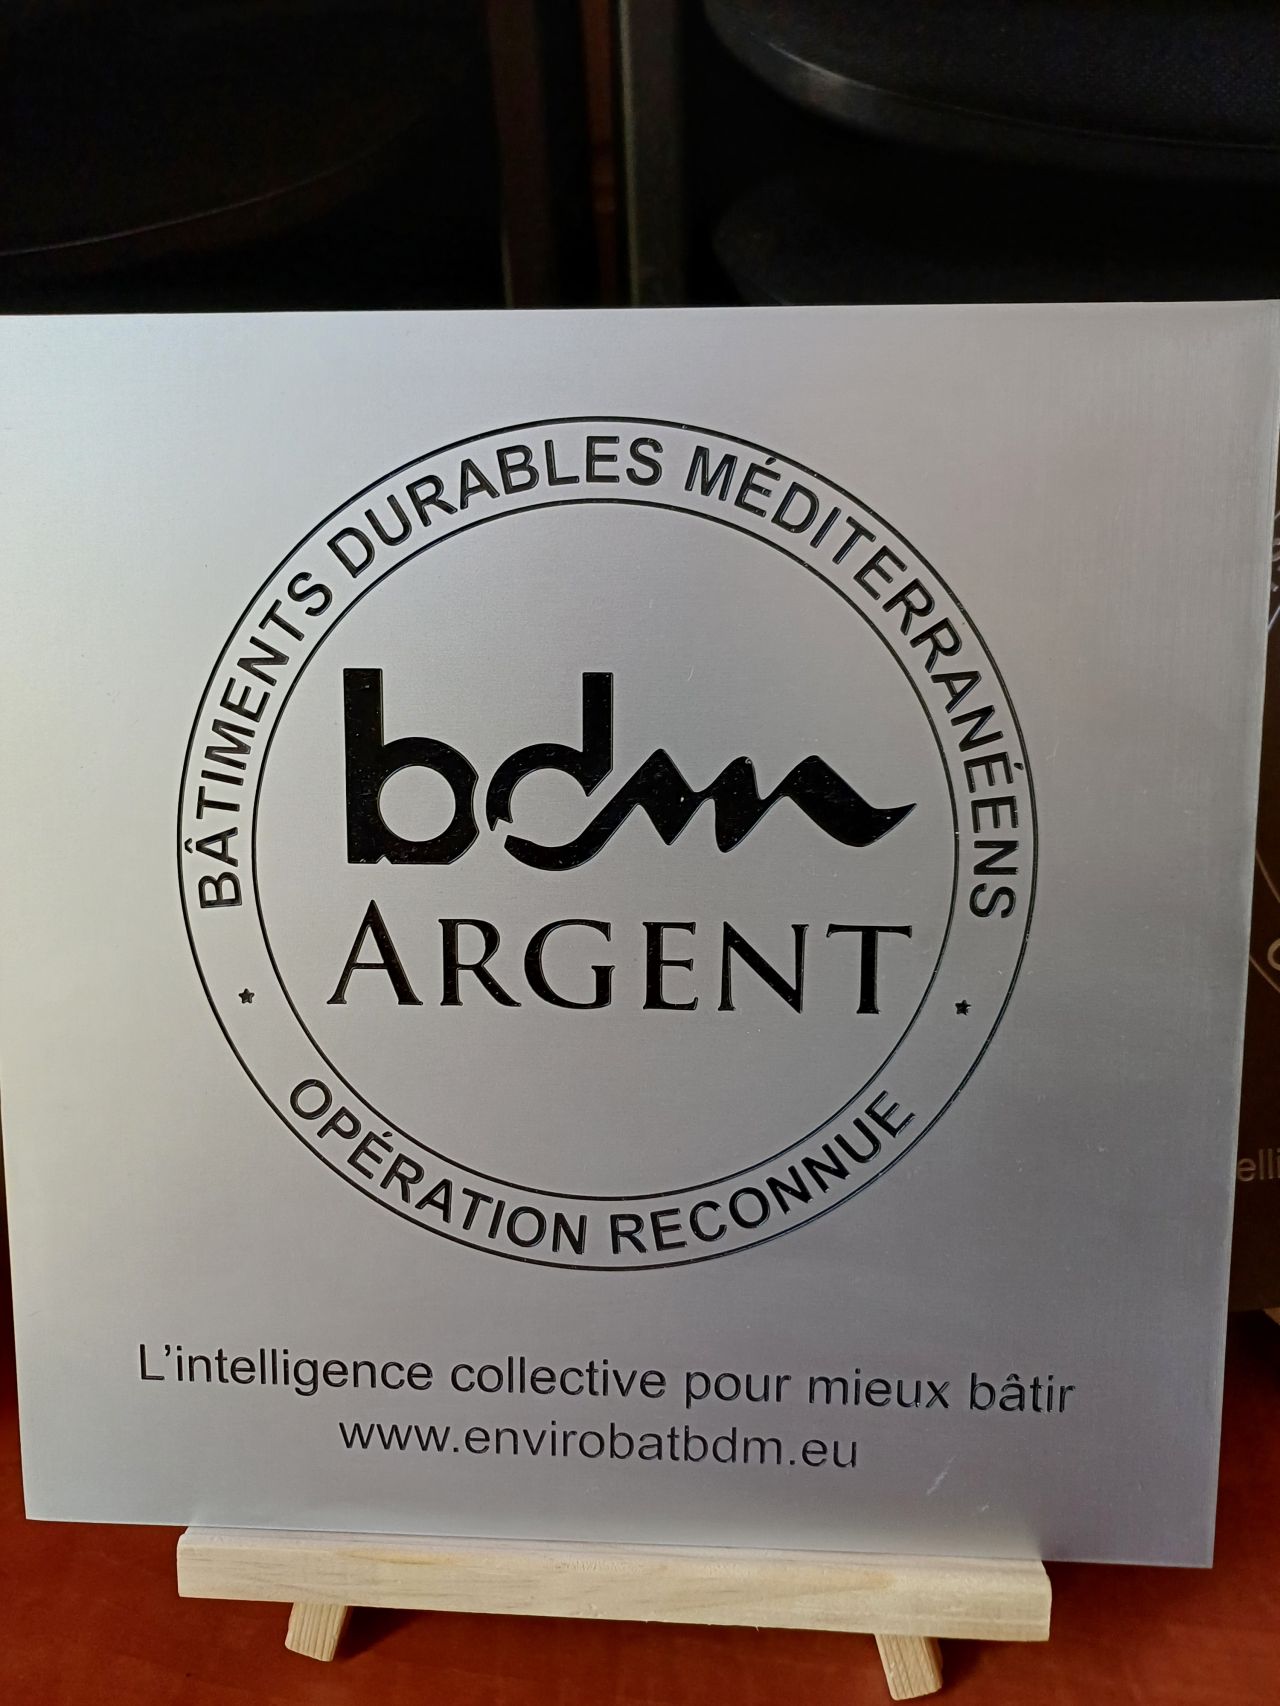 BÂTIMENTS DURABLES MÉDITERRANÉENS
bdm
ARGENT
OPÉRATION RECONNUE
L'intelligence collective pour mieux bâtir
www.envirobatbdm.eu